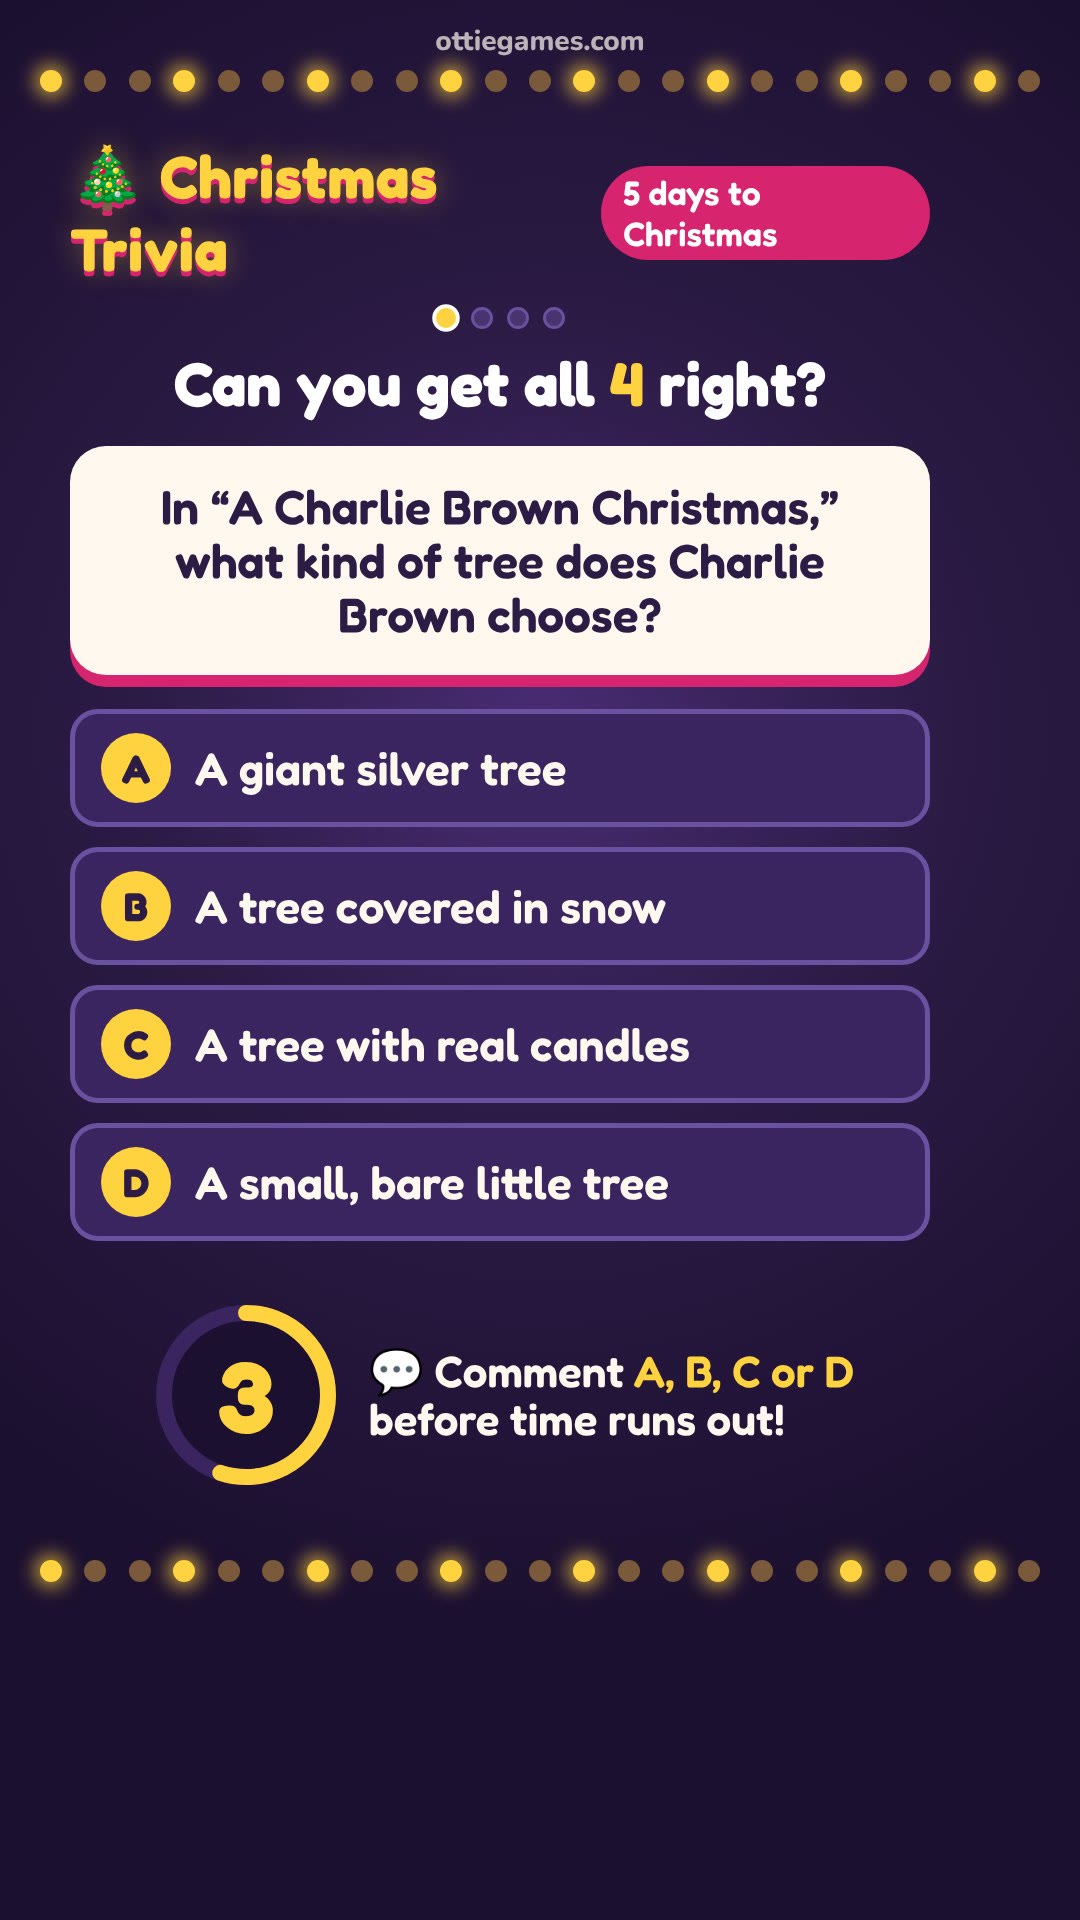 ottiegames.com
🎄 Christmas
Trivia
5 days to
Christmas
Can you get all 4 right?
In “A Charlie Brown Christmas,”
what kind of tree does Charlie
Brown choose?
A A giant silver tree
B A tree covered in snow
C A tree with real candles
D A small, bare little tree
3
💬 Comment A, B, C or D
before time runs out!